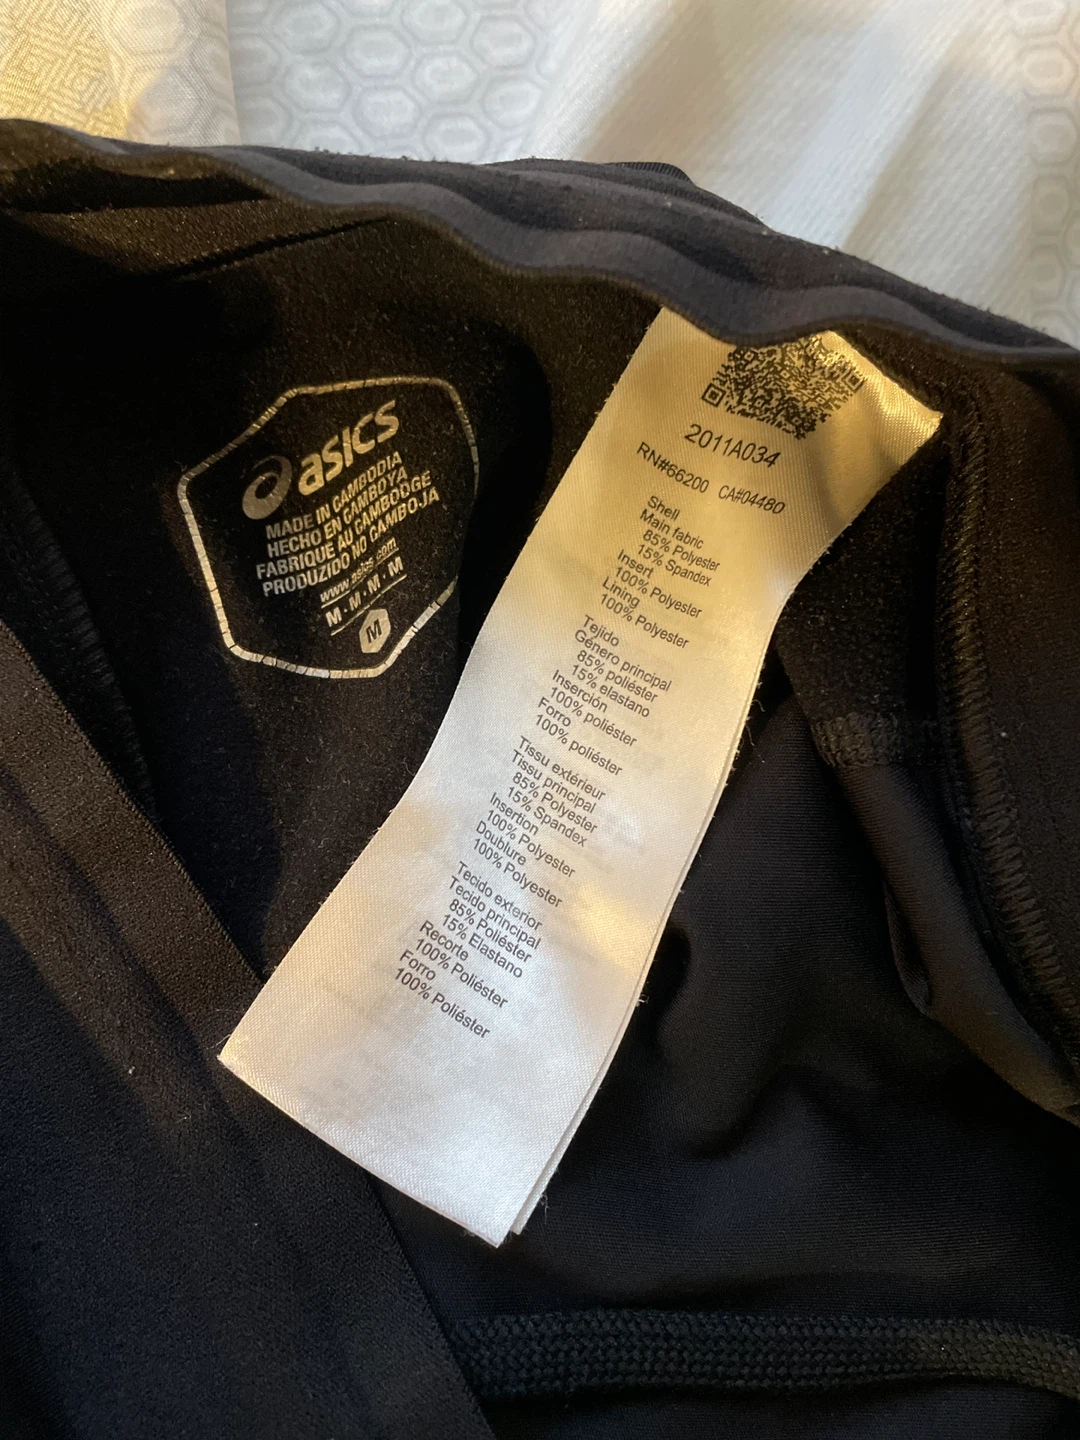 asics
MADE IN CAMBODIA
HECHO EN CAMBOYA
FABRIQUE AU CAMBODGE
PRODUZIDO NO CAMBOJA
www.asics.com
M · M · M · M
M
2011A034
RN#66200 CA#04480
Shell
Main fabric
85% Polyester
15% Spandex
Insert
100% Polyester
Lining
100% Polyester
Tejido
Género principal
85% poliéster
15% elastano
Inserción
100% poliéster
Forro
100% poliéster
Tissu extérieur
Tissu principal
85% Polyester
15% Spandex
Insertion
100% Polyester
Doublure
100% Polyester
Tecido exterior
Tecido principal
85% Poliéster
15% Elastano
Recorte
100% Poliéster
Forro
100% Poliéster